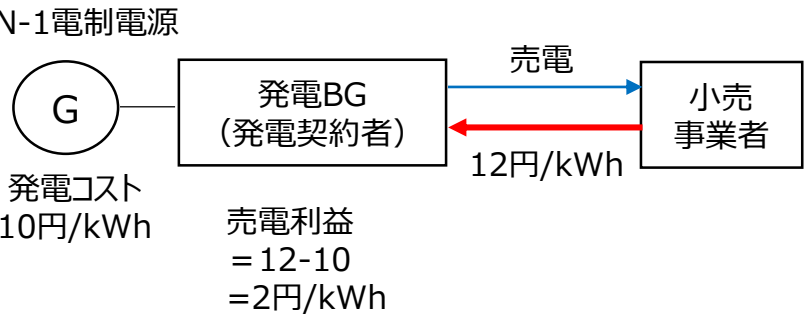 N-1電制電源
G
発電コスト
10円/kWh
発電BG
（発電契約者）
売電利益
＝12-10
=2円/kWh
売電
12円/kWh
小売
事業者